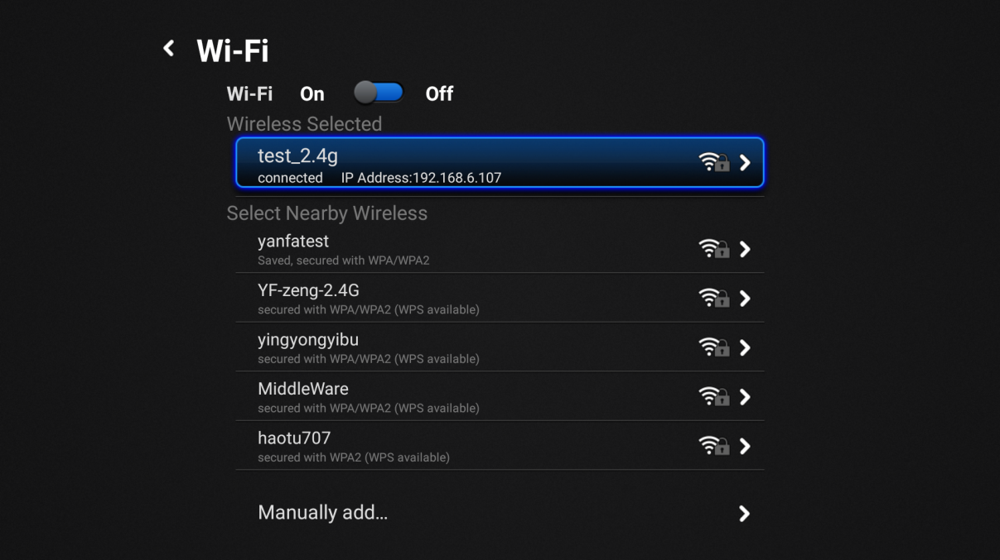 Wi-Fi
Wi-Fi On Off
Wireless Selected
test_2.4g
connected IP Address:192.168.6.107
Select Nearby Wireless
yanfatest
Saved, secured with WPA/WPA2
YF-zeng-2.4G
secured with WPA/WPA2 (WPS available)
yingyongyibu
secured with WPA/WPA2 (WPS available)
MiddleWare
secured with WPA/WPA2 (WPS available)
haotu707
secured with WPA2 (WPS available)
Manually add...